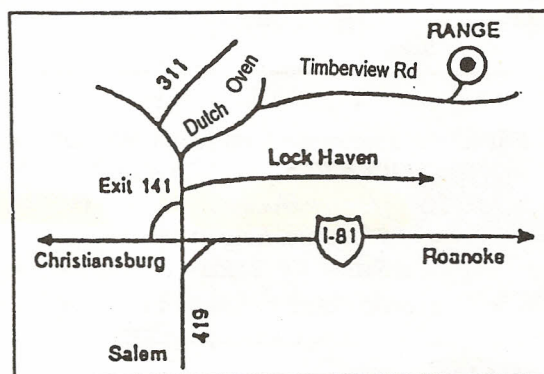 RANGE
311
Dutch Oven
Timberview Rd
Lock Haven
Exit 141
I-81
Christiansburg
Roanoke
419
Salem